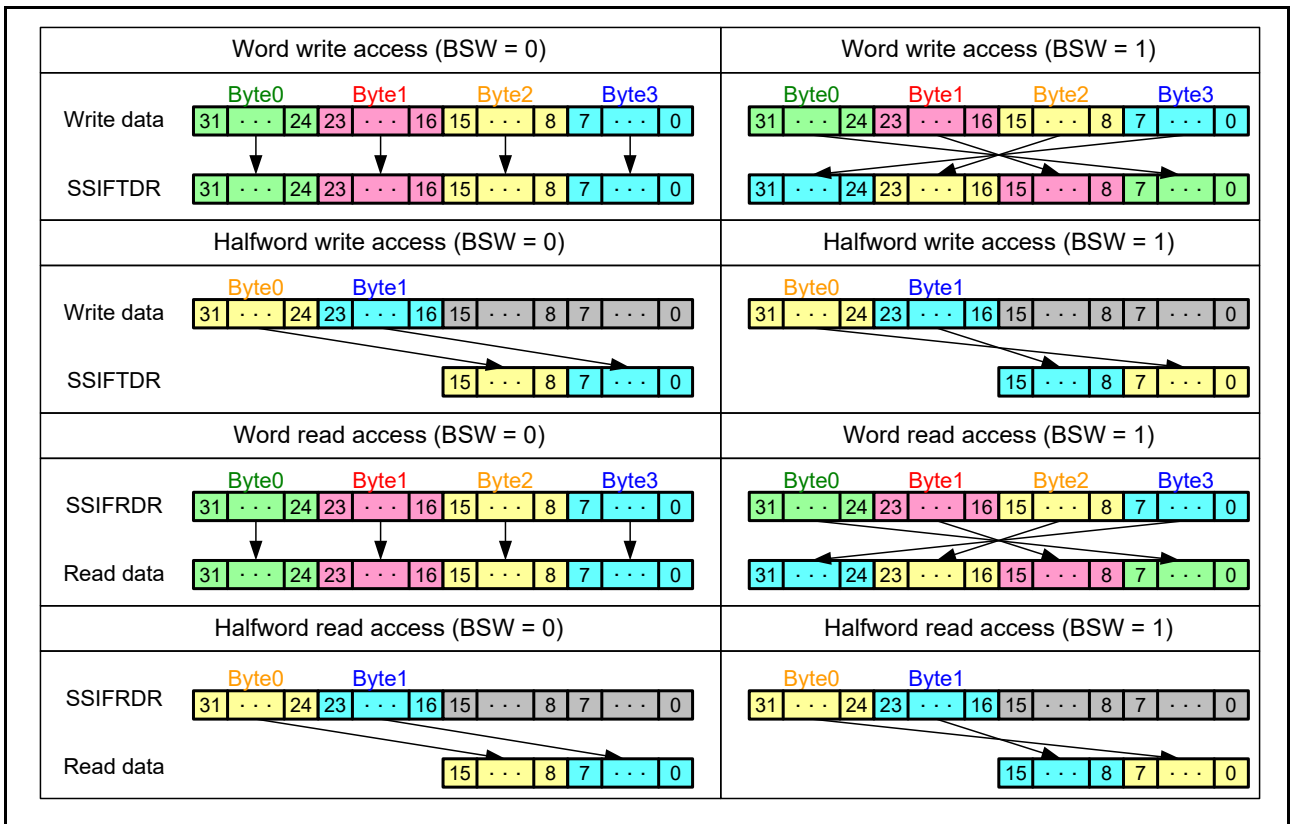 Word write access (BSW = 0) Word write access (BSW = 1)
Byte0 Byte1 Byte2 Byte3 Byte0 Byte1 Byte2 Byte3
Write data 31 · · · 24 23 · · · 16 15 · · · 8 7 · · · 0 31 · · · 24 23 · · · 16 15 · · · 8 7 · · · 0
SSIFTDR 31 · · · 24 23 · · · 16 15 · · · 8 7 · · · 0 31 · · · 24 23 · · · 16 15 · · · 8 7 · · · 0
Halfword write access (BSW = 0) Halfword write access (BSW = 1)
Byte0 Byte1 Byte0 Byte1
Write data 31 · · · 24 23 · · · 16 15 · · · 8 7 · · · 0 31 · · · 24 23 · · · 16 15 · · · 8 7 · · · 0
SSIFTDR 15 · · · 8 7 · · · 0 15 · · · 8 7 · · · 0
Word read access (BSW = 0) Word read access (BSW = 1)
Byte0 Byte1 Byte2 Byte3 Byte0 Byte1 Byte2 Byte3
SSIFRDR 31 · · · 24 23 · · · 16 15 · · · 8 7 · · · 0 31 · · · 24 23 · · · 16 15 · · · 8 7 · · · 0
Read data 31 · · · 24 23 · · · 16 15 · · · 8 7 · · · 0 31 · · · 24 23 · · · 16 15 · · · 8 7 · · · 0
Halfword read access (BSW = 0) Halfword read access (BSW = 1)
Byte0 Byte1 Byte0 Byte1
SSIFRDR 31 · · · 24 23 · · · 16 15 · · · 8 7 · · · 0 31 · · · 24 23 · · · 16 15 · · · 8 7 · · · 0
Read data 15 · · · 8 7 · · · 0 15 · · · 8 7 · · · 0